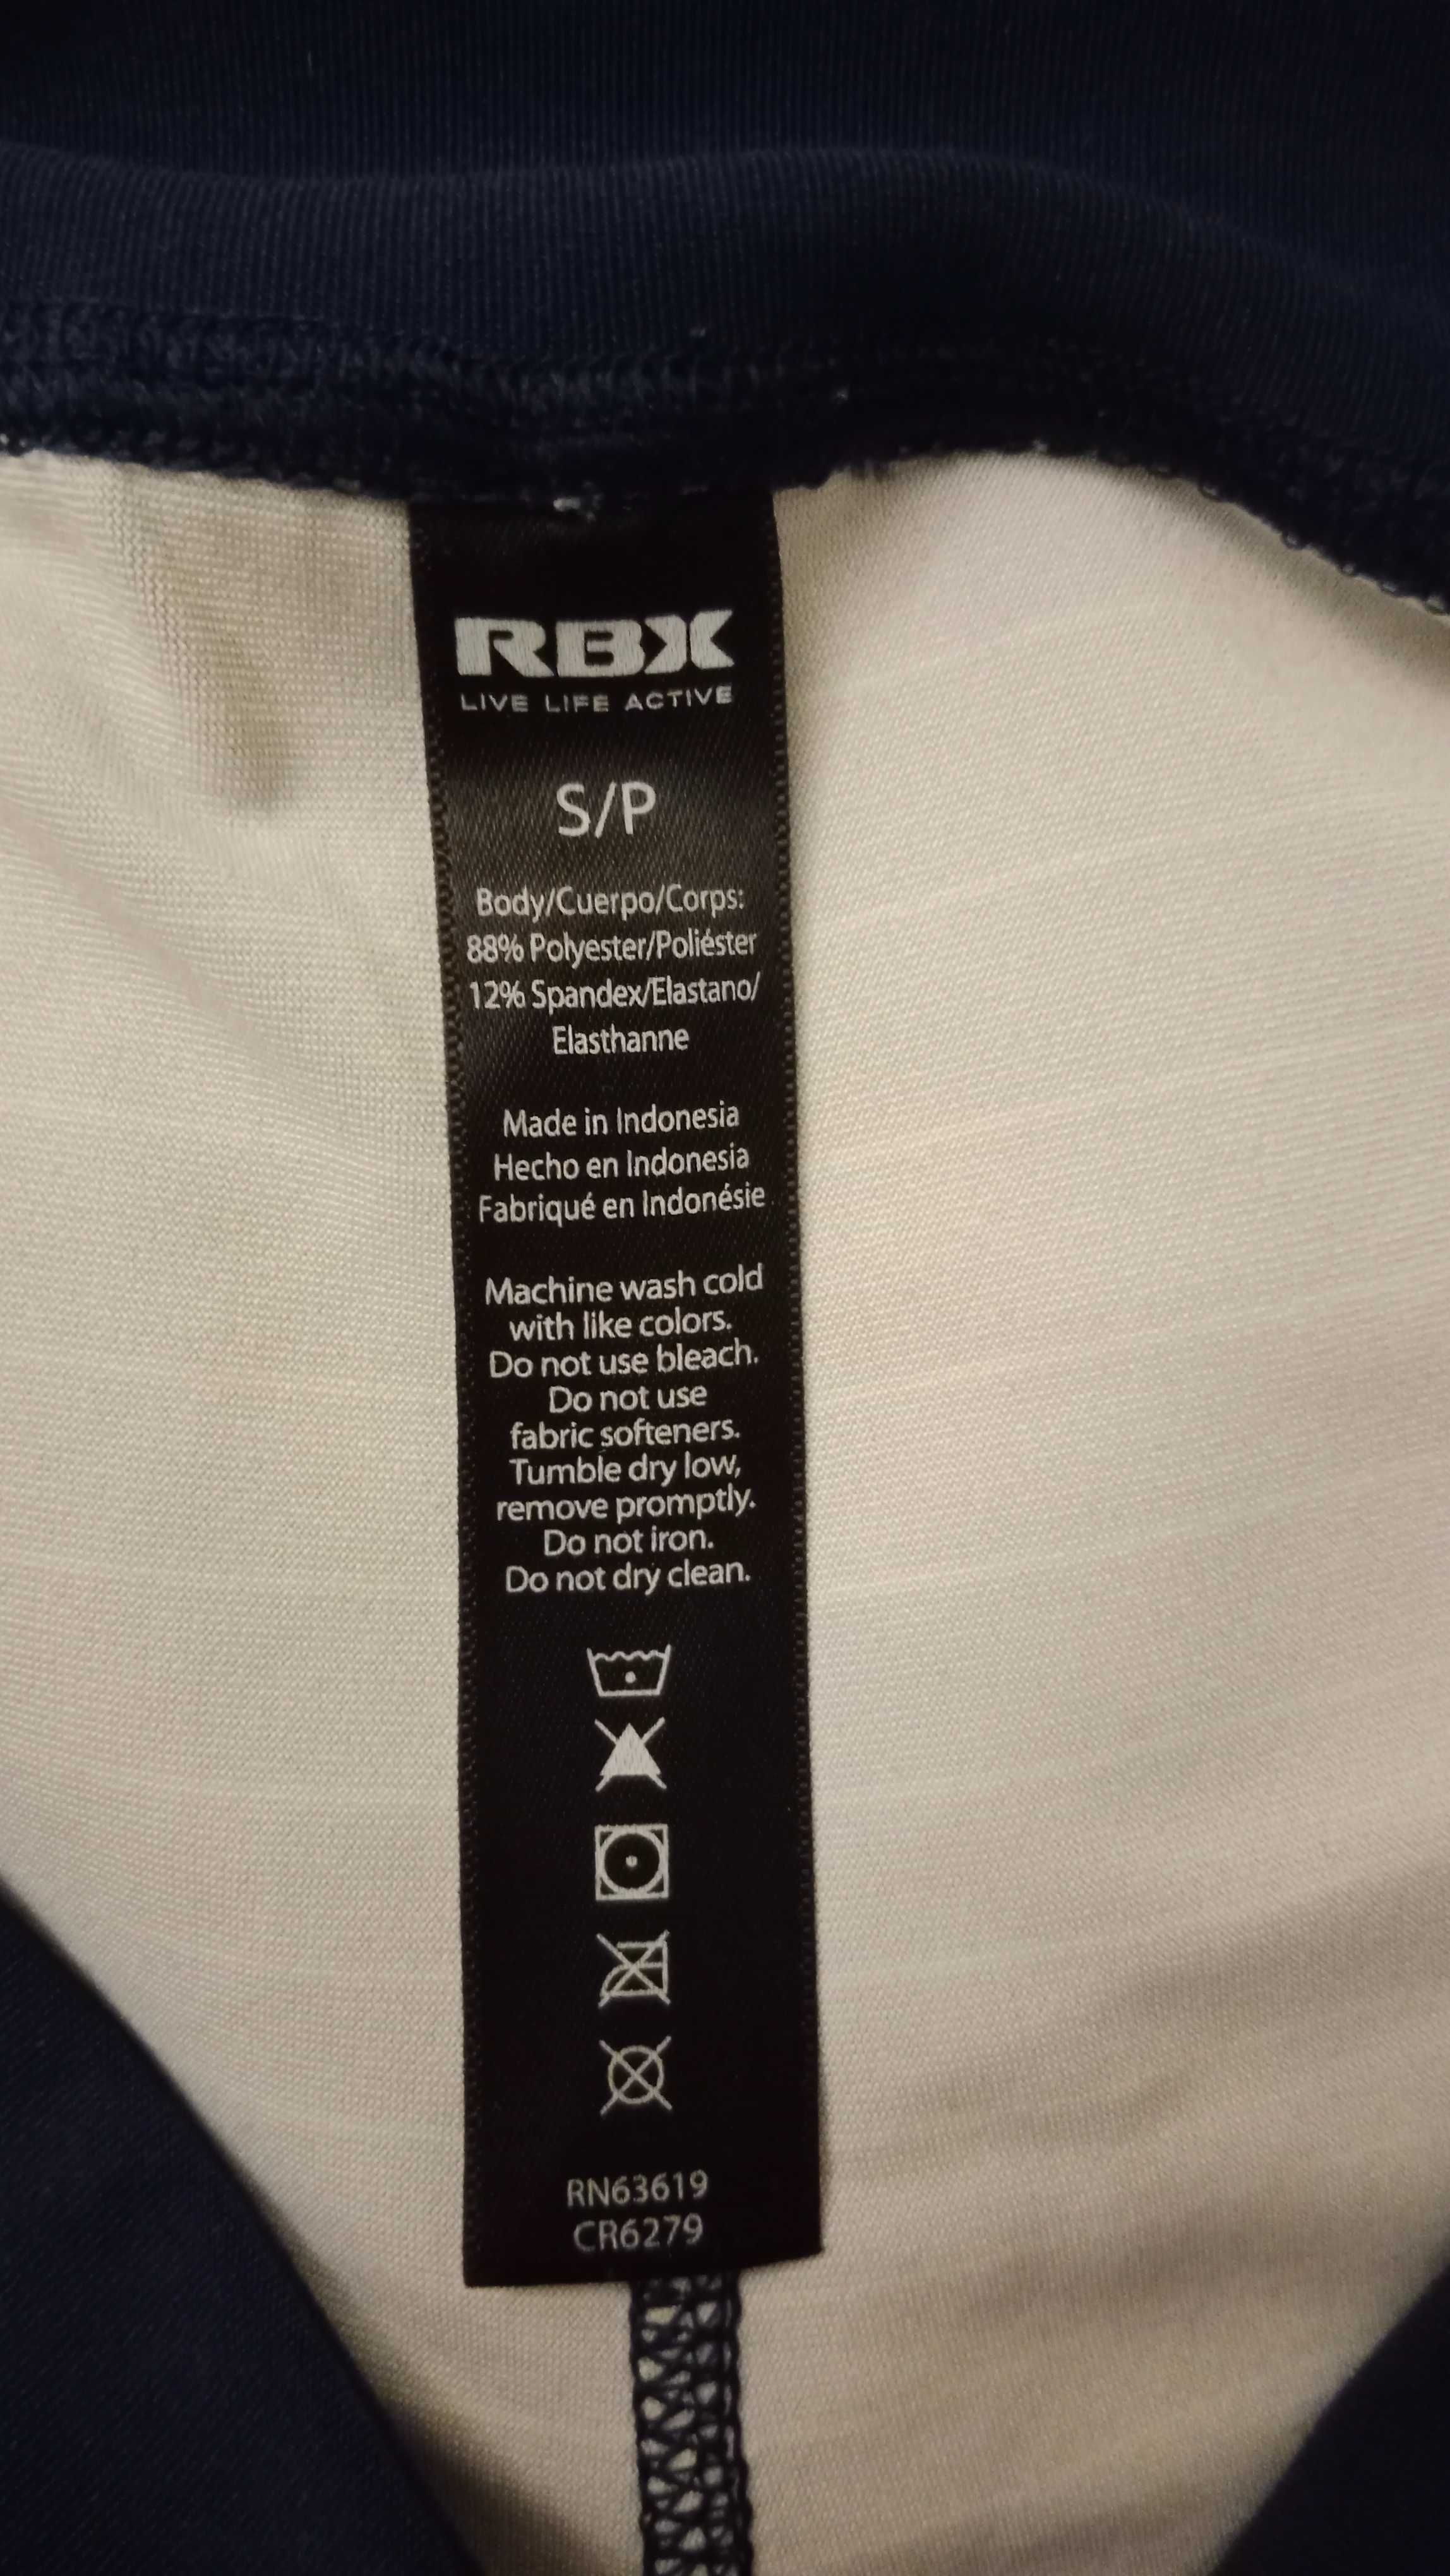 RBX
LIVE LIFE ACTIVE
S/P
Body/Cuerpo/Corps:
88% Polyester/Poliéster
12% Spandex/Elastano/
Elasthanne
Made in Indonesia
Hecho en Indonesia
Fabriqué en Indonésie
Machine wash cold
with like colors.
Do not use bleach.
Do not use
fabric softeners.
Tumble dry low,
remove promptly.
Do not iron.
Do not dry clean.
RN63619
CR6279